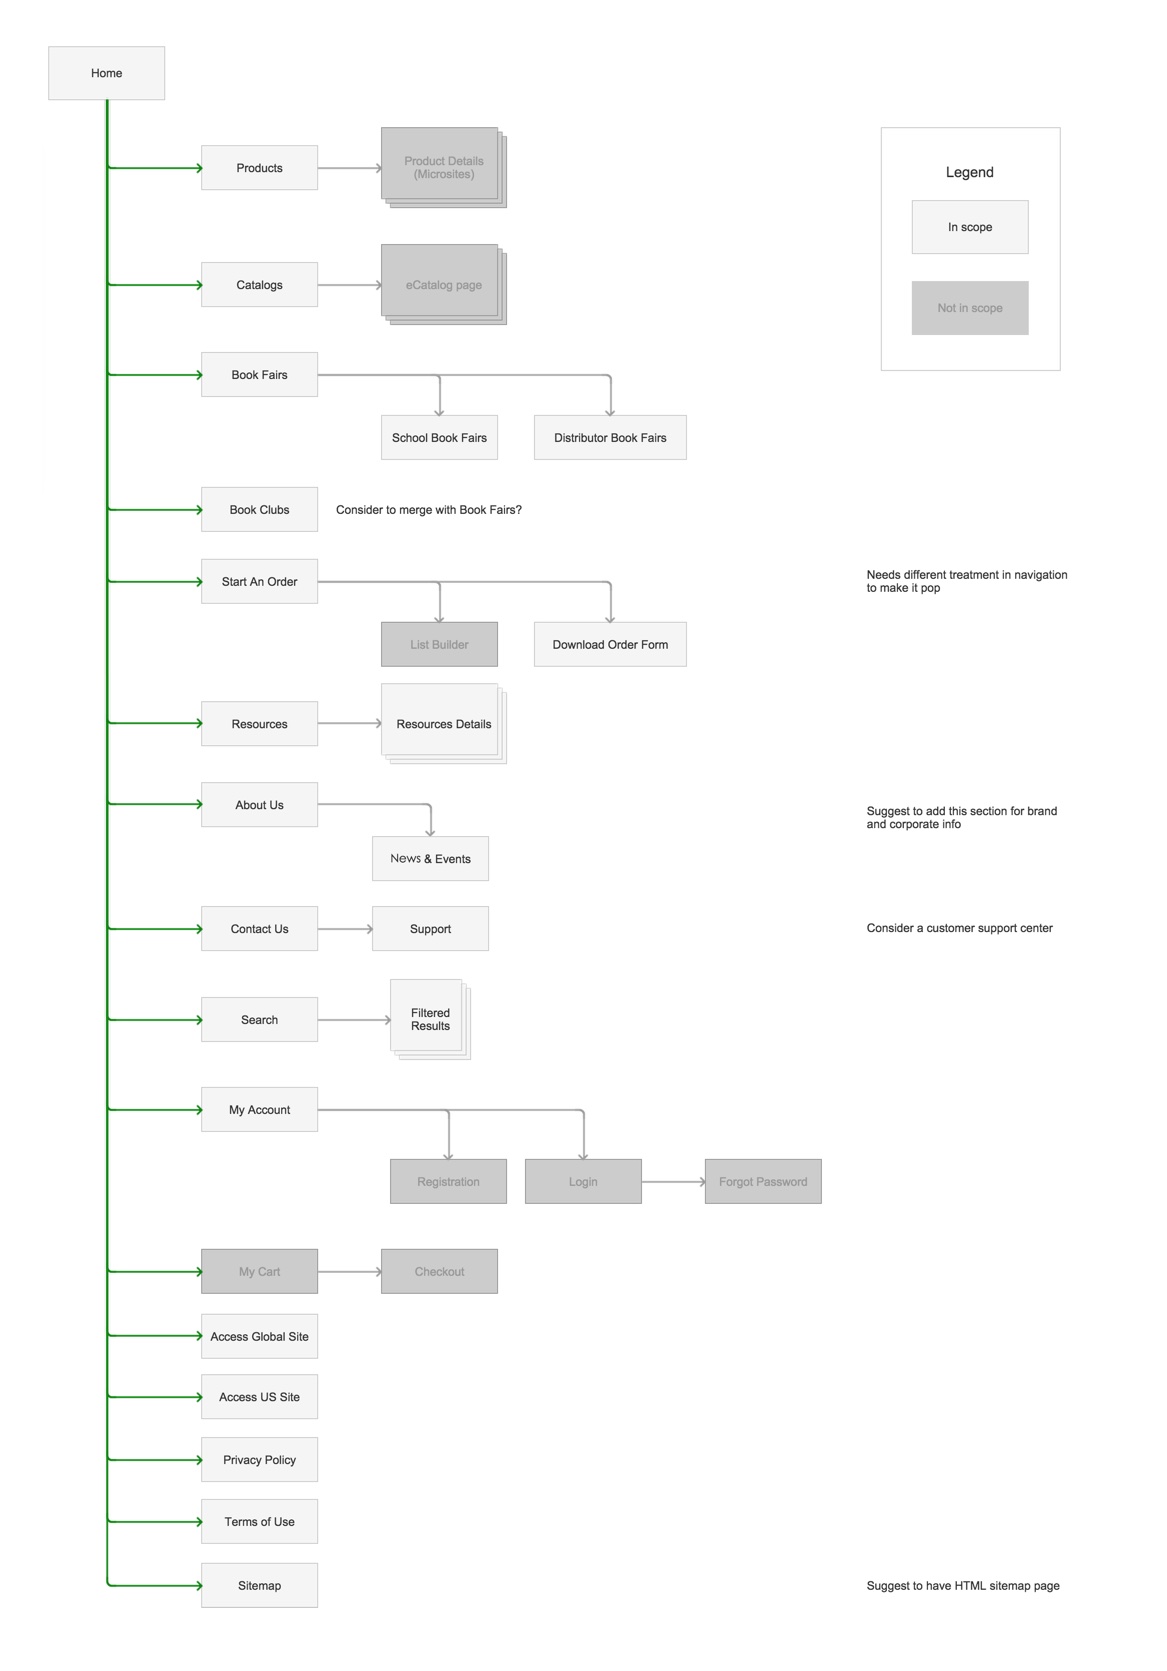 Home
Products
Product Details
(Microsites)
Legend
In scope
Not in scope
Catalogs
eCatalog page
Book Fairs
School Book Fairs
Distributor Book Fairs
Book Clubs
Consider to merge with Book Fairs?
Start An Order
Needs different treatment in navigation
to make it pop
List Builder
Download Order Form
Resources
Resources Details
About Us
Suggest to add this section for brand
and corporate info
News & Events
Contact Us
Support
Consider a customer support center
Search
Filtered
Results
My Account
Registration
Login
Forgot Password
My Cart
Checkout
Access Global Site
Access US Site
Privacy Policy
Terms of Use
Sitemap
Suggest to have HTML sitemap page